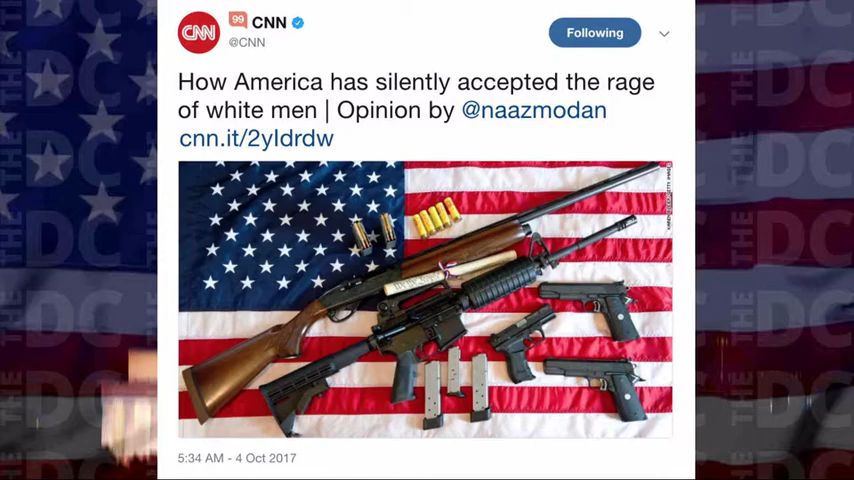 CNN
99 CNN
@CNN
Following
How America has silently accepted the rage
of white men | Opinion by @naazmodan
cnn.it/2yldrdw
5:34 AM - 4 Oct 2017
THE DC